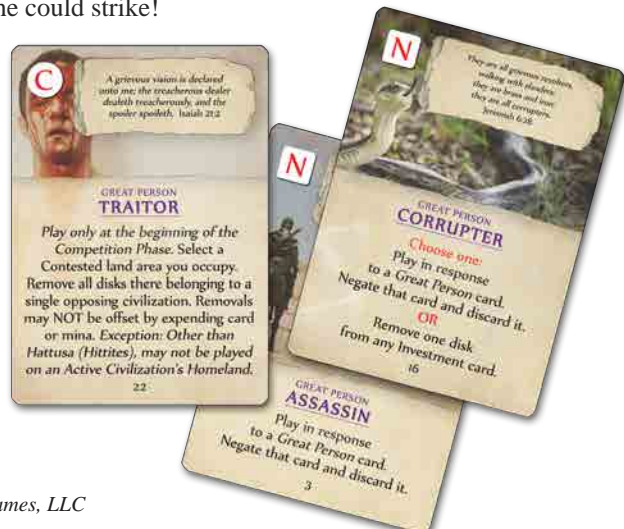 ne could strike!
C
A grievous vision is declared
unto me; the treacherous dealer
dealeth treacherously, and the
spoiler spoileth. Isaiah 21:2
GREAT PERSON
TRAITOR
Play only at the beginning of the
Competition Phase. Select a
Contested land area you occupy.
Remove all disks there belonging to a
single opposing civilization. Removals
may NOT be offset by expending card
or mina. Exception: Other than
Hattusa (Hittites), may not be played
on an Active Civilization's Homeland.
22
N
They are all grievous revolters,
walking with slanders:
they are brass and iron;
they are all corrupters.
Jeremiah 6:28
GREAT PERSON
CORRUPTER
Choose one:
Play in response
to a Great Person card.
Negate that card and discard it.
OR
Remove one disk
from any Investment card.
16
N
GREAT PERSON
ASSASSIN
Play in response
to a Great Person card.
Negate that card and discard it.
3
ames, LLC